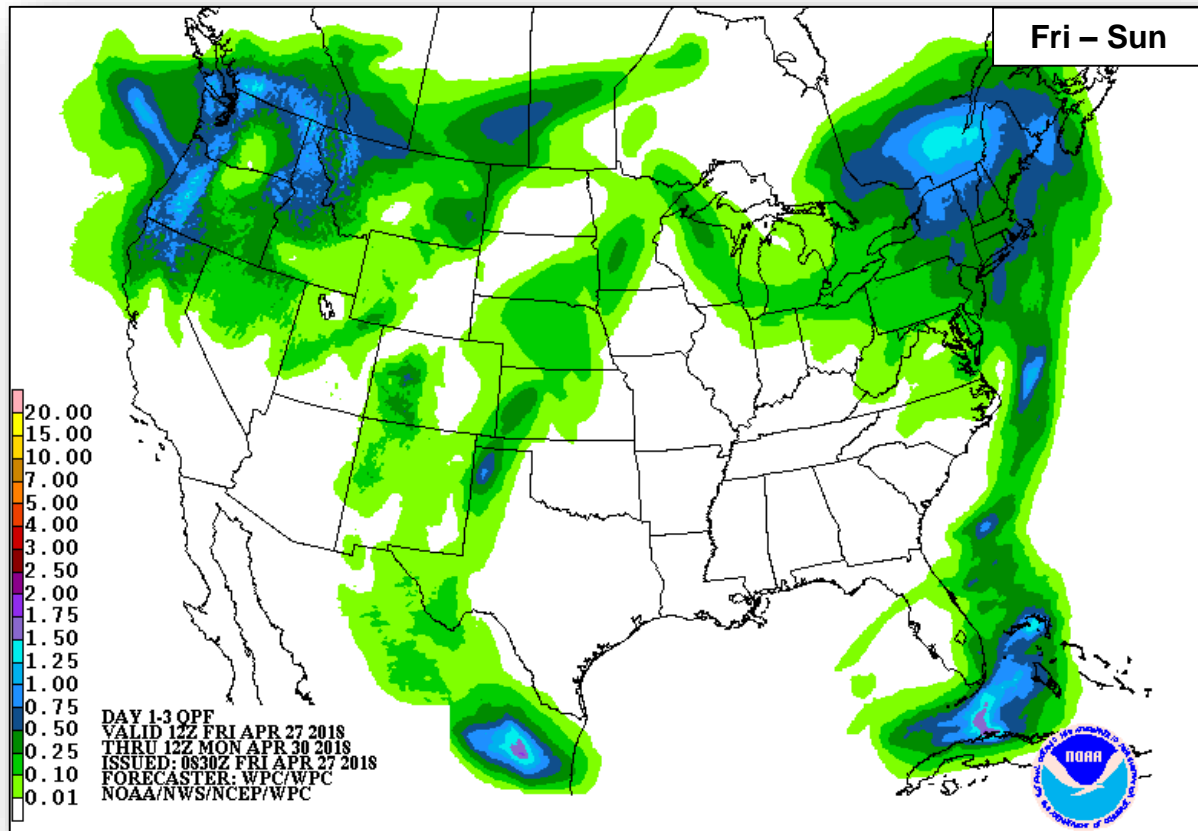 Fri – Sun
20.00
15.00
10.00
7.00
5.00
4.00
3.00
2.50
2.00
1.75
1.50
1.25
1.00
0.75
0.50
0.25
0.10
0.01
DAY 1-3 QPF
VALID 12Z FRI APR 27 2018
THRU 12Z MON APR 30 2018
ISSUED: 0830Z FRI APR 27 2018
FORECASTER: WPC/WPC
NOAA/NWS/NCEP/WPC
NOAA